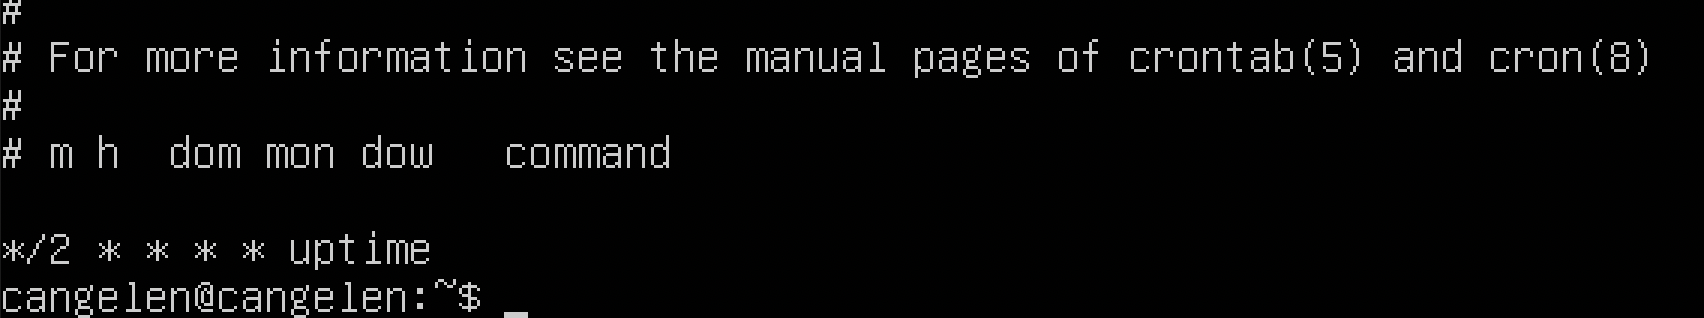 #
# For more information see the manual pages of crontab(5) and cron(8)
#
# m h  dom mon dow   command

*/2 * * * * uptime
cangelen@cangelen:~$